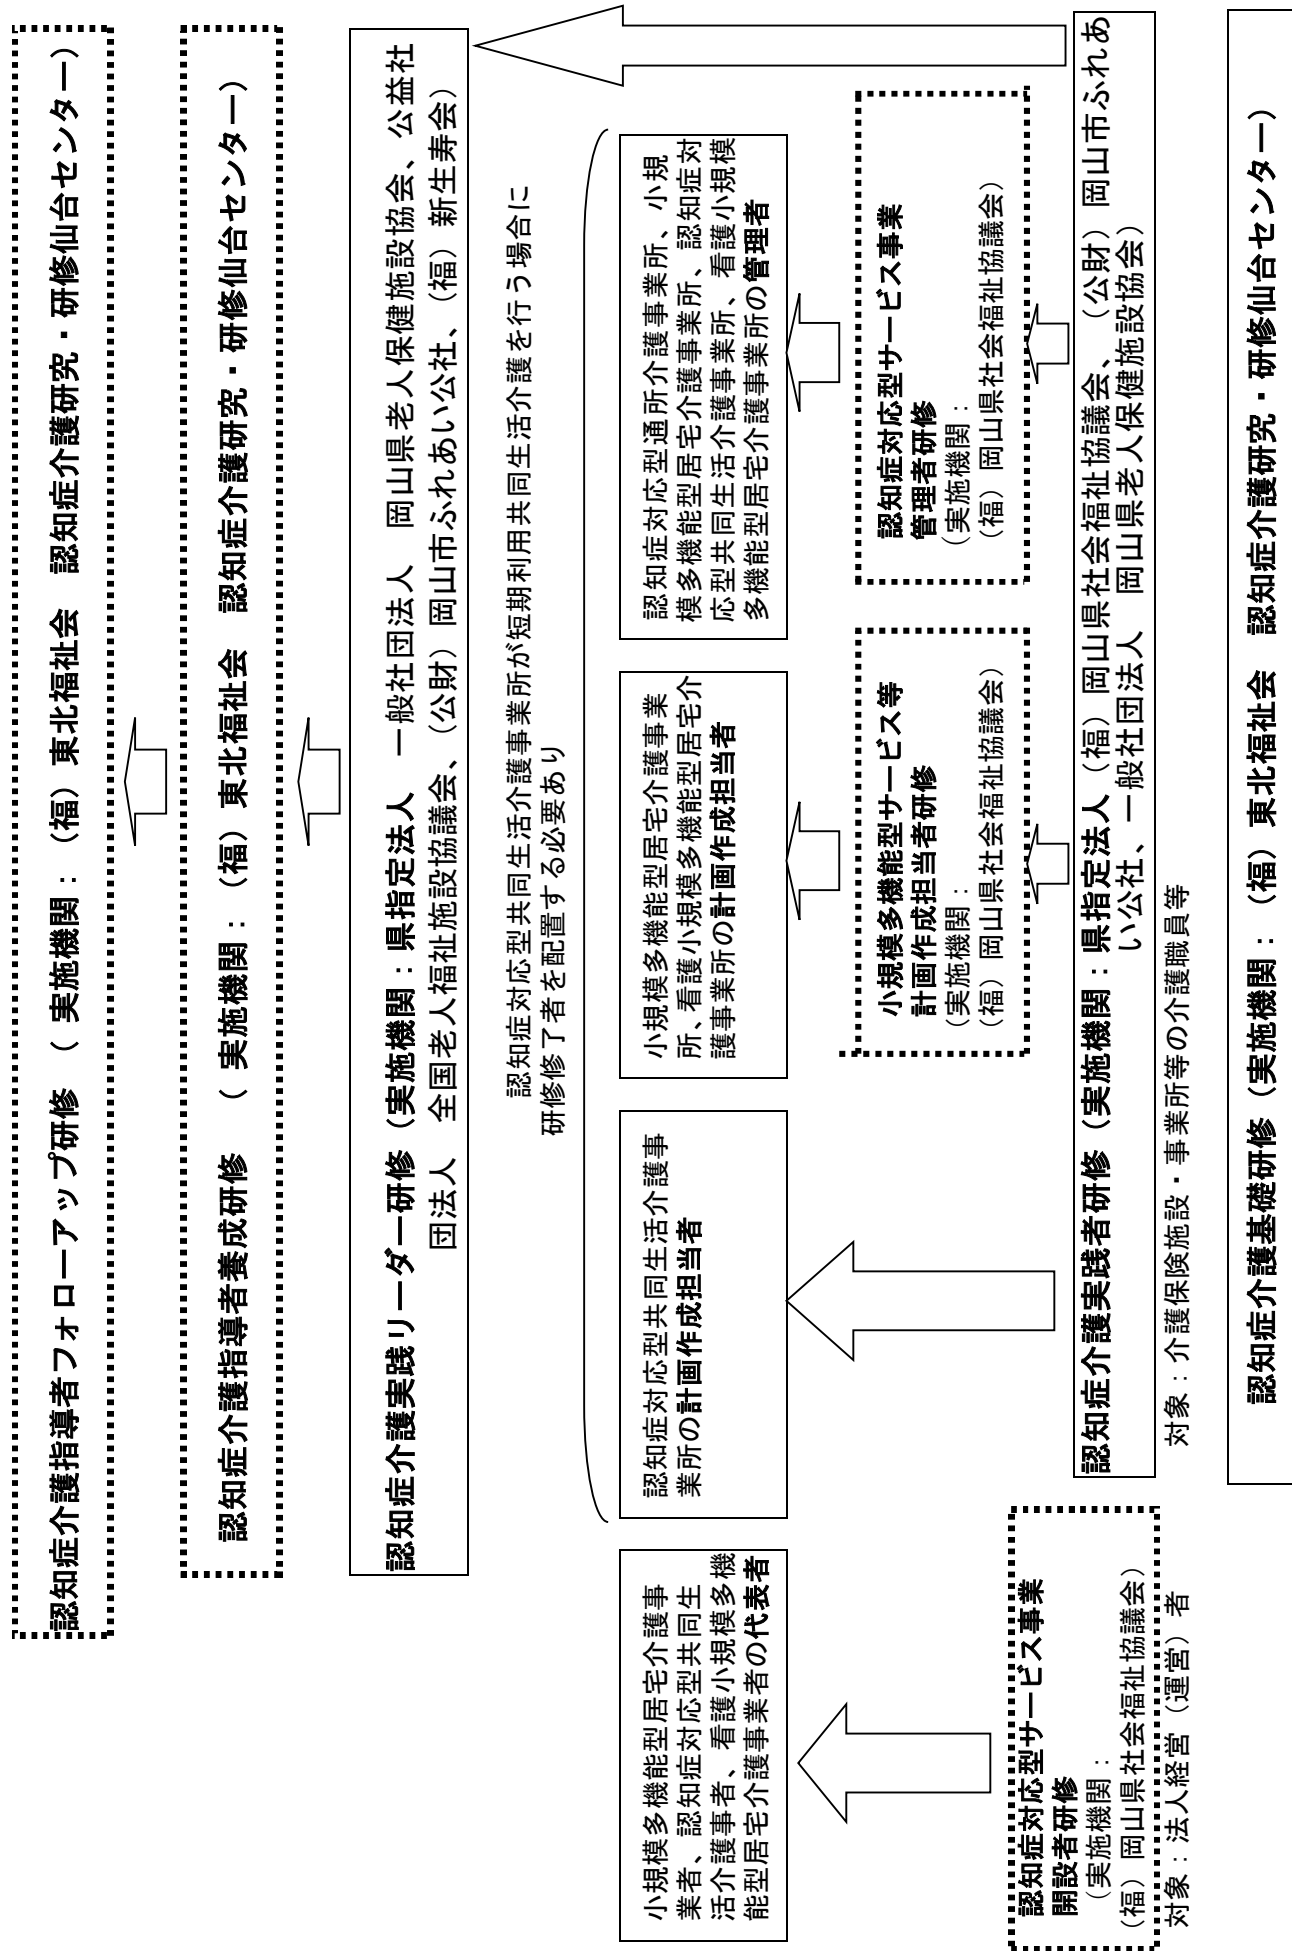 認知症介護指導者フォローアップ研修　（ 実施機関：（福）東北福祉会　認知症介護研究・研修仙台センター）
認知症介護指導者養成研修　（ 実施機関：（福）東北福祉会　認知症介護研究・研修仙台センター）
認知症介護実践リーダー研修（実施機関：県指定法人　一般社団法人　岡山県老人保健施設協会、公益社
団法人　全国老人福祉施設協議会、（公財）岡山市ふれあい公社、（福）新生寿会）
認知症対応型共同生活介護事業所が短期利用共同生活介護を行う場合に
研修修了者を配置する必要あり
小規模多機能型居宅介護事
業者、認知症対応型共同生
活介護事者、看護小規模多機
能型居宅介護事業者の代表者
認知症対応型共同生活介護事
業所の計画作成担当者
小規模多機能型居宅介護事業
所、看護小規模多機能型居宅介
護事業所の計画作成担当者
認知症対応型通所介護事業所、小規
模多機能型居宅介護事業所、認知症対
応型共同生活介護事業所、看護小規模
多機能型居宅介護事業所の管理者
小規模多機能型サービス等
計画作成担当者研修
（実施機関：
（福）岡山県社会福祉協議会）
認知症対応型サービス事業
管理者研修
（実施機関：
（福）岡山県社会福祉協議会）
認知症対応型サービス事業
開設者研修
（実施機関：
（福）岡山県社会福祉協議会）
対象：法人経営（運営）者
認知症介護実践者研修（実施機関：県指定法人（福）岡山県社会福祉協議会、（公財）岡山市ふれあ
い公社、一般社団法人　岡山県老人保健施設協会）
対象：介護保険施設・事業所等の介護職員等
認知症介護基礎研修（実施機関：（福）東北福祉会　認知症介護研究・研修仙台センター）